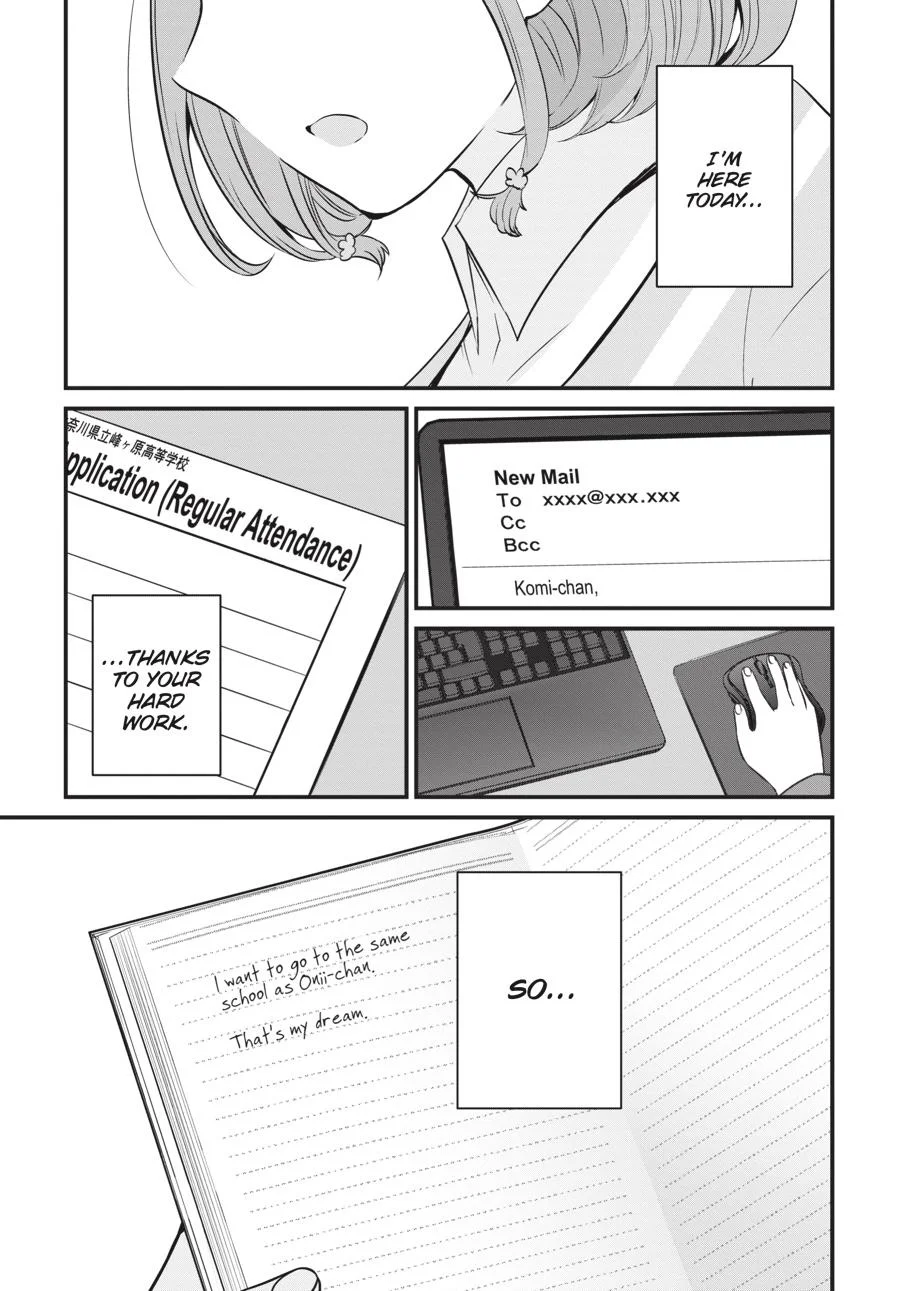 I'M
HERE
TODAY...
New Mail
To xxxx@xxx.xxx
Cc
Bcc
Komi-chan,
奈川県立峰ヶ原高等学校
Application (Regular Attendance)
...THANKS
TO YOUR
HARD
WORK.
I want to go to the same
school as Onii-chan.
That's my dream.
SO...